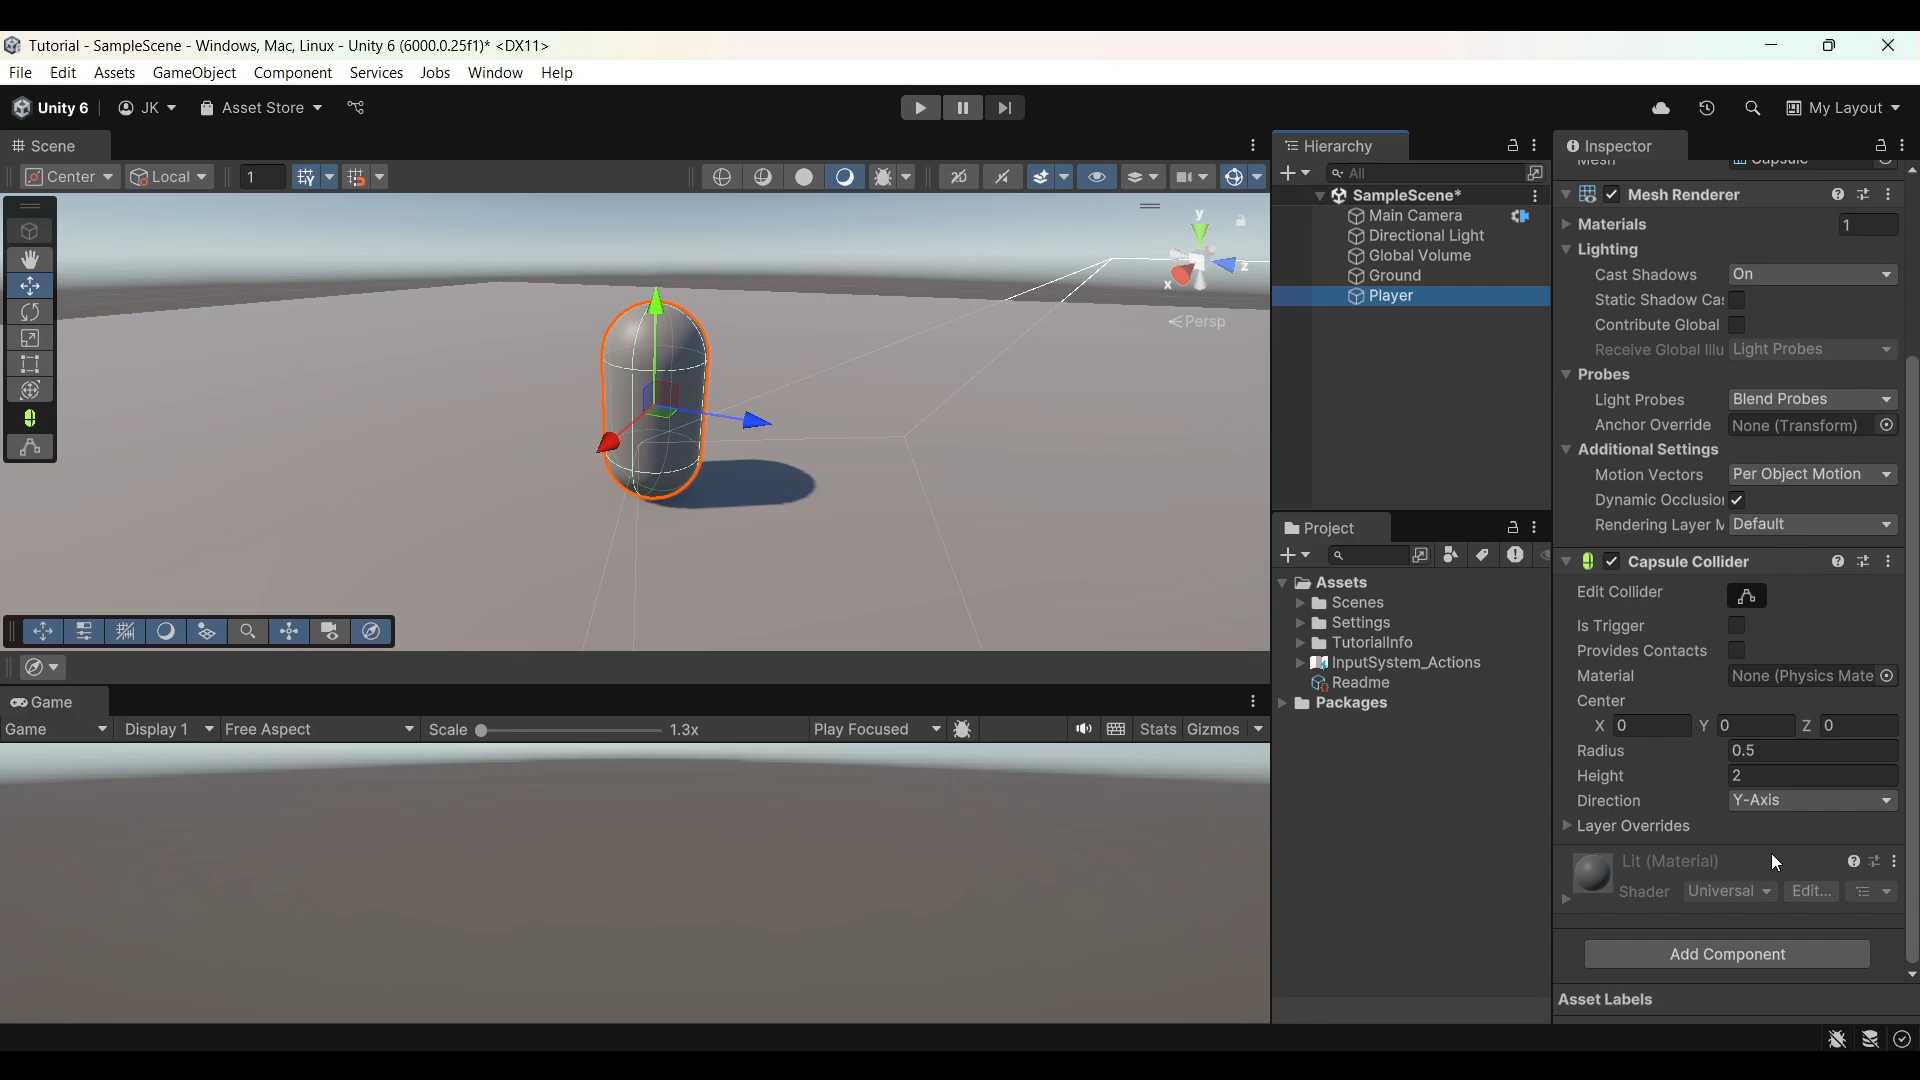 Tutorial - SampleScene - Windows, Mac, Linux - Unity 6 (6000.0.25f1)* <DX11>
File Edit Assets GameObject Component Services Jobs Window Help
Unity 6 JK Asset Store My Layout
Scene
Center Local 1
y
z
x
Persp
Hierarchy
All
SampleScene*
Main Camera
Directional Light
Global Volume
Ground
Player
Project
Assets
Scenes
Settings
TutorialInfo
InputSystem_Actions
Readme
Packages
Game
Game Display 1 Free Aspect Scale 1.3x Play Focused Stats Gizmos
Inspector
Mesh Renderer
Materials 1
Lighting
Cast Shadows On
Static Shadow Ca
Contribute Global
Receive Global Illu Light Probes
Probes
Light Probes Blend Probes
Anchor Override None (Transform)
Additional Settings
Motion Vectors Per Object Motion
Dynamic Occlusio
Rendering Layer M Default
Capsule Collider
Edit Collider
Is Trigger
Provides Contacts
Material None (Physics Mate
Center
X 0 Y 0 Z 0
Radius 0.5
Height 2
Direction Y-Axis
Layer Overrides
Lit (Material)
Shader Universal Edit...
Add Component
Asset Labels